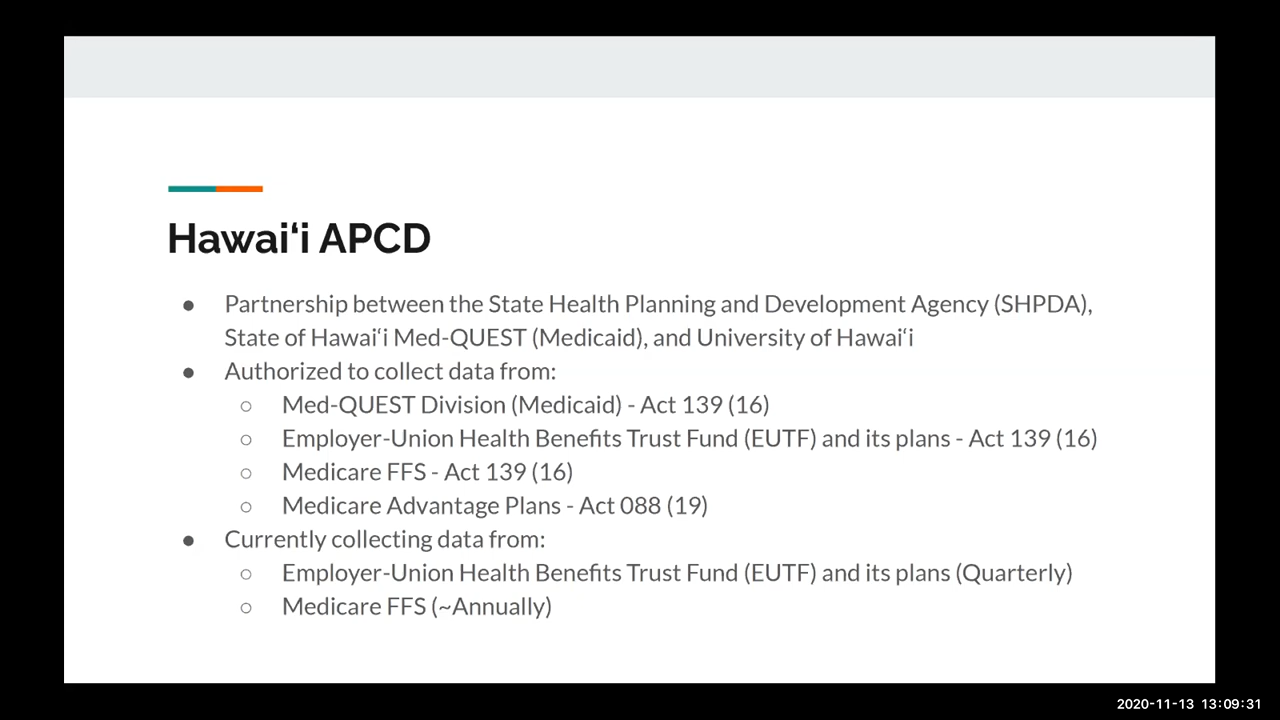 Hawaiʻi APCD
● Partnership between the State Health Planning and Development Agency (SHPDA),
State of Hawaiʻi Med-QUEST (Medicaid), and University of Hawaiʻi
● Authorized to collect data from:
○ Med-QUEST Division (Medicaid) - Act 139 (16)
○ Employer-Union Health Benefits Trust Fund (EUTF) and its plans - Act 139 (16)
○ Medicare FFS - Act 139 (16)
○ Medicare Advantage Plans - Act 088 (19)
● Currently collecting data from:
○ Employer-Union Health Benefits Trust Fund (EUTF) and its plans (Quarterly)
○ Medicare FFS (~Annually)
2020-11-13 13:09:31